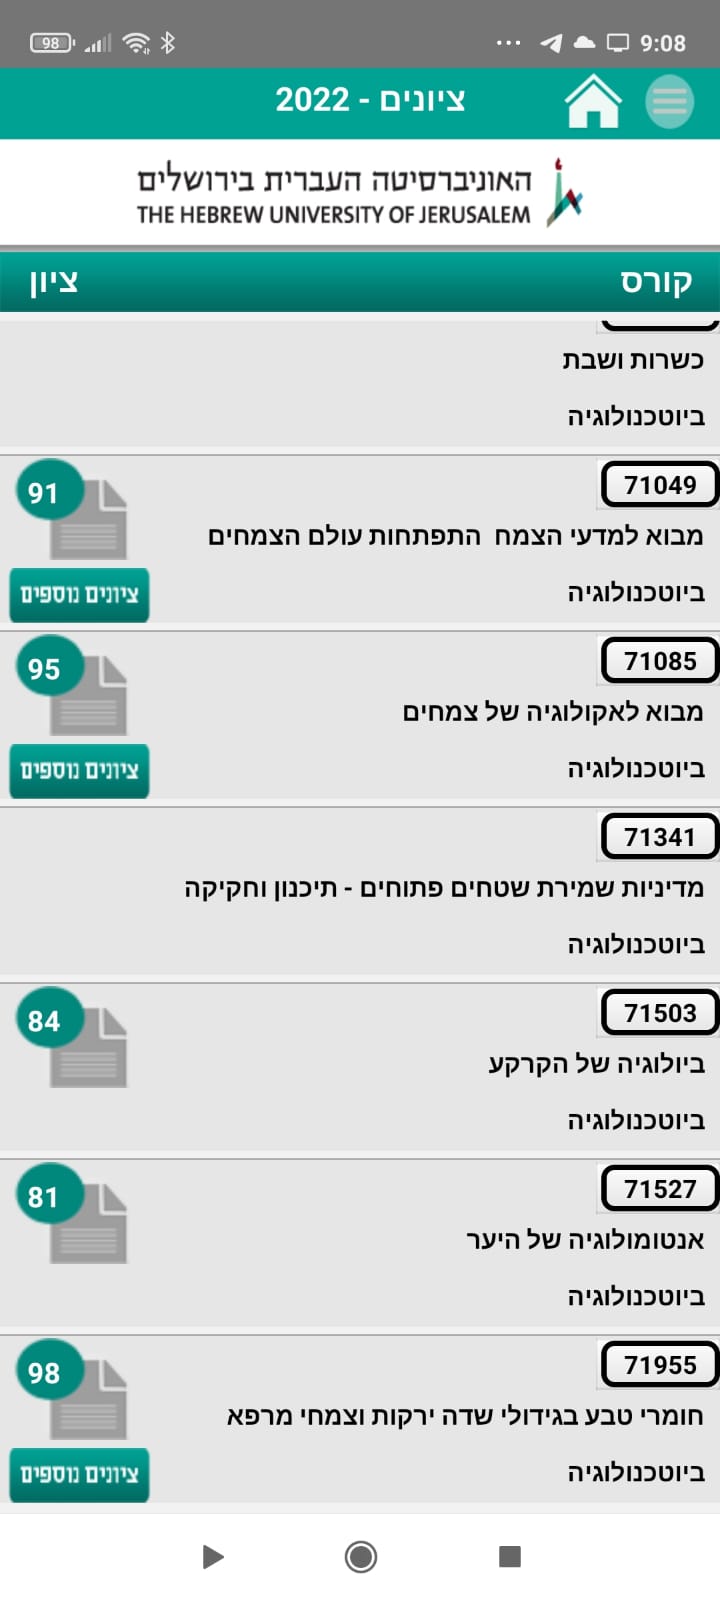 98
9:08
ציונים - 2022
האוניברסיטה העברית בירושלים
THE HEBREW UNIVERSITY OF JERUSALEM
קורס
ציון
כשרות ושבת
ביוטכנולוגיה
71049
91
מבוא למדעי הצמח התפתחות עולם הצמחים
ביוטכנולוגיה
ציונים נוספים
71085
95
מבוא לאקולוגיה של צמחים
ביוטכנולוגיה
ציונים נוספים
71341
מדיניות שמירת שטחים פתוחים - תיכנון וחקיקה
ביוטכנולוגיה
71503
84
ביולוגיה של הקרקע
ביוטכנולוגיה
71527
81
אנטומולוגיה של היער
ביוטכנולוגיה
71955
98
חומרי טבע בגידולי שדה ירקות וצמחי מרפא
ביוטכנולוגיה
ציונים נוספים